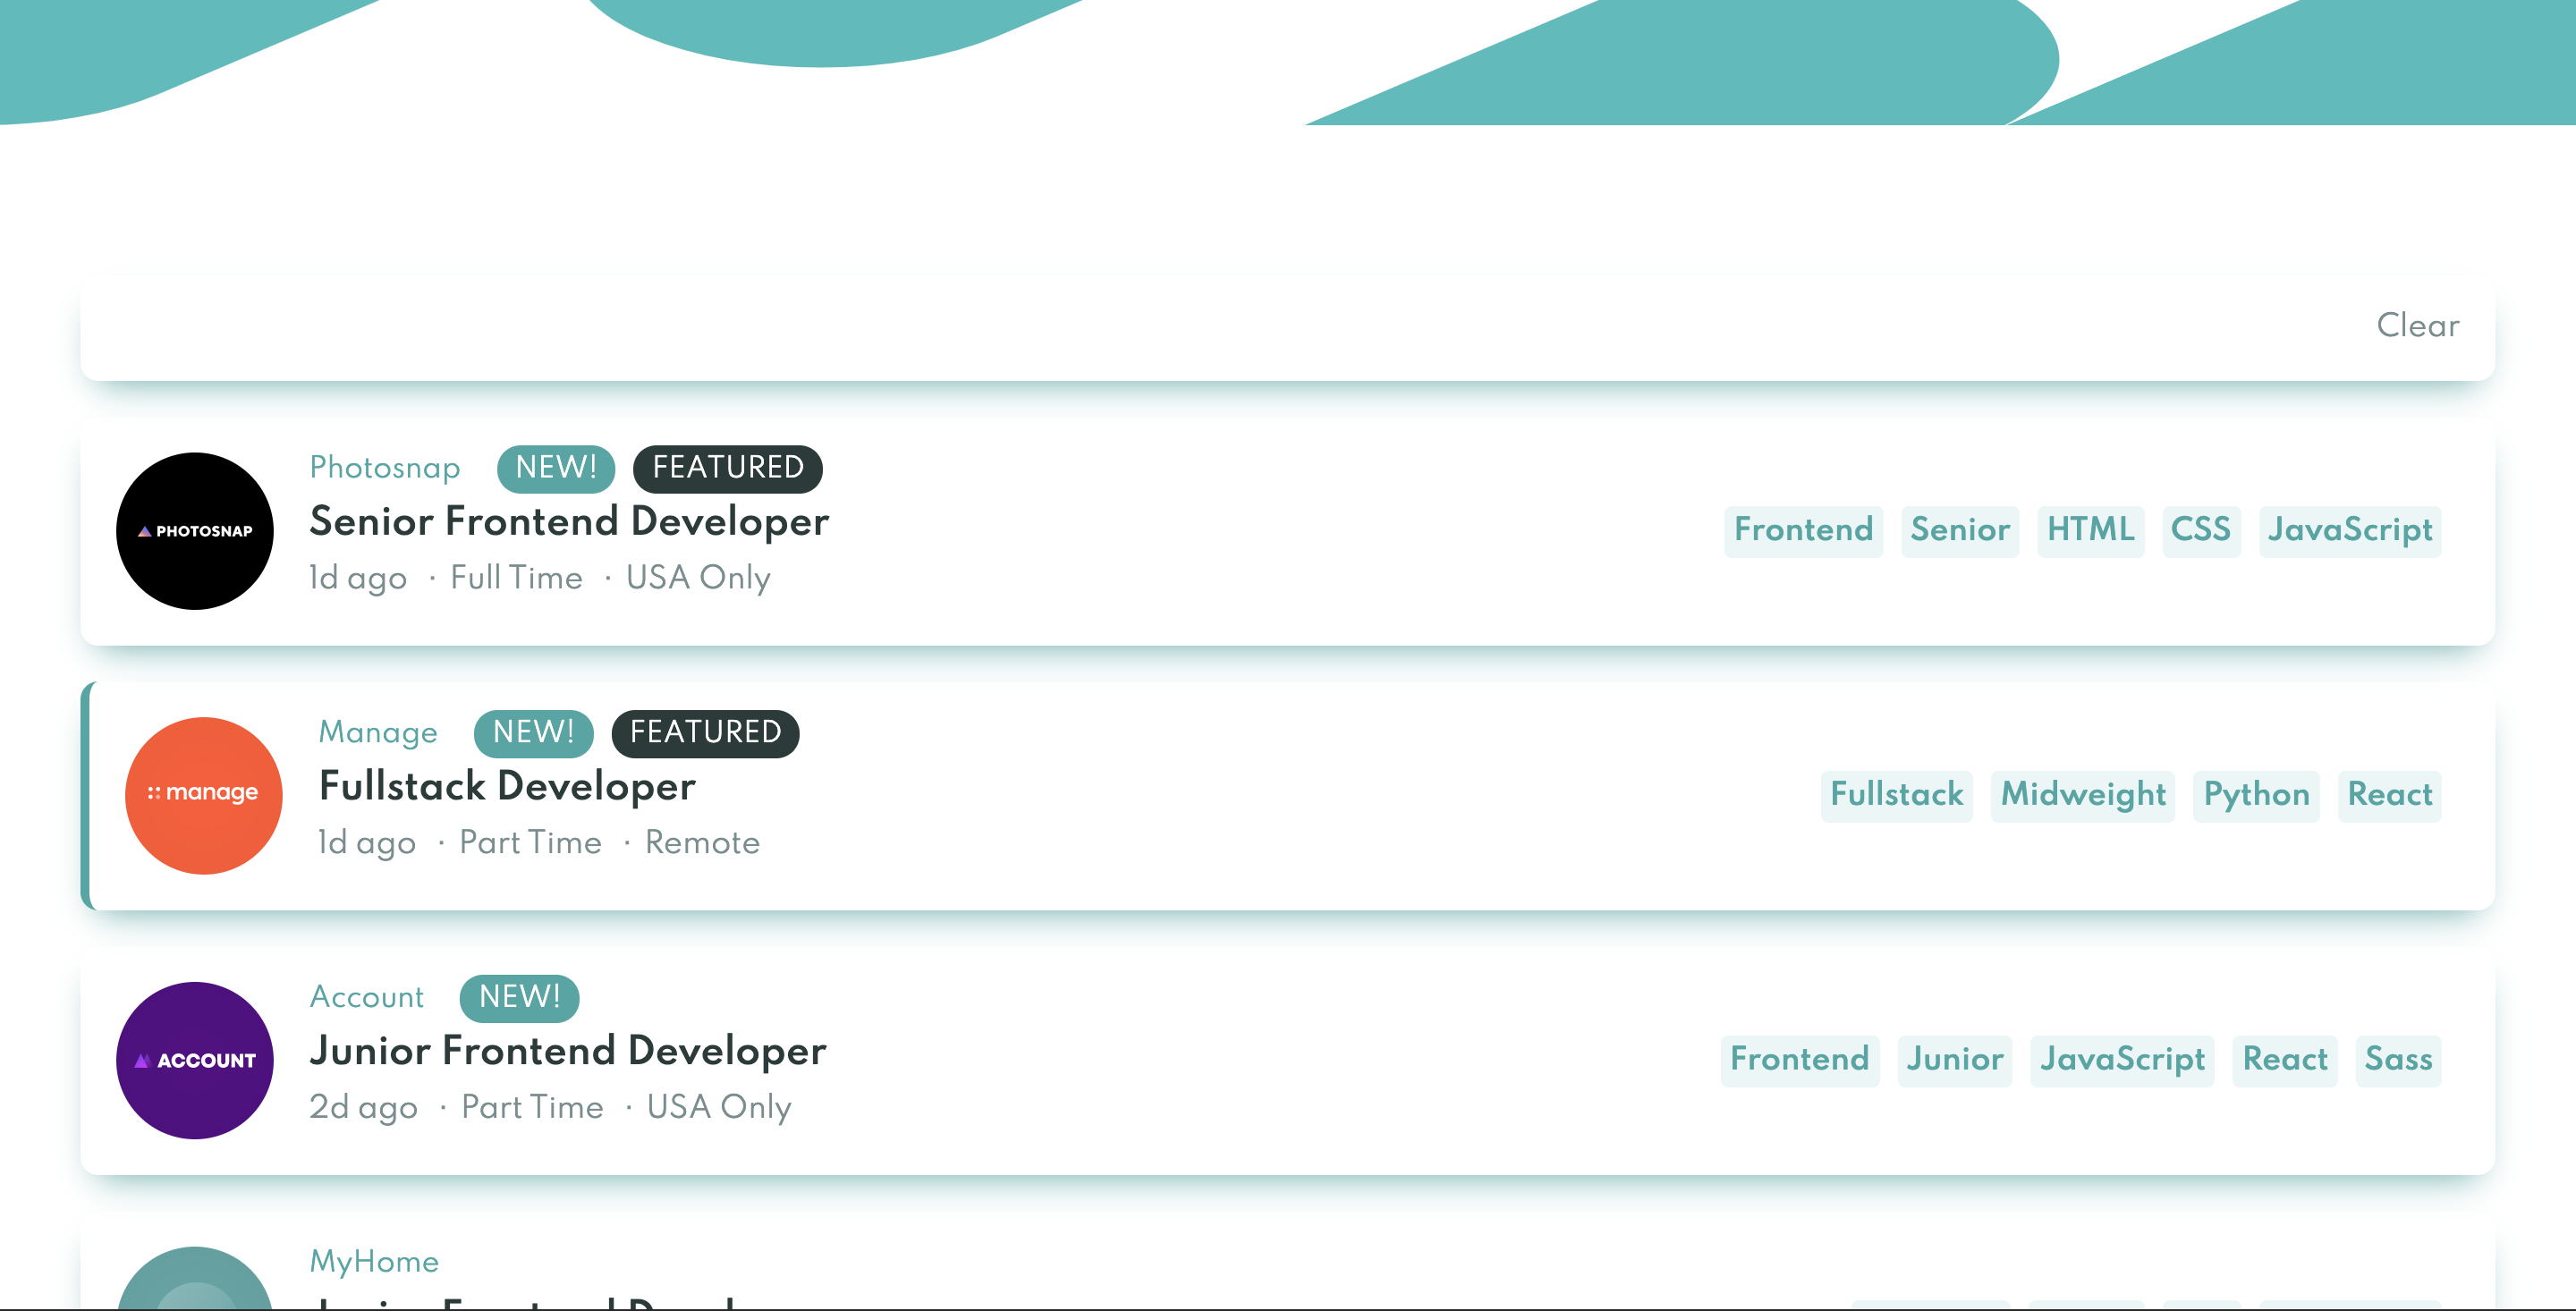 Clear
PHOTOSNAP
Photosnap NEW! FEATURED
Senior Frontend Developer
1d ago · Full Time · USA Only
Frontend Senior HTML CSS JavaScript
manage
Manage NEW! FEATURED
Fullstack Developer
1d ago · Part Time · Remote
Fullstack Midweight Python React
ACCOUNT
Account NEW!
Junior Frontend Developer
2d ago · Part Time · USA Only
Frontend Junior JavaScript React Sass
MyHome